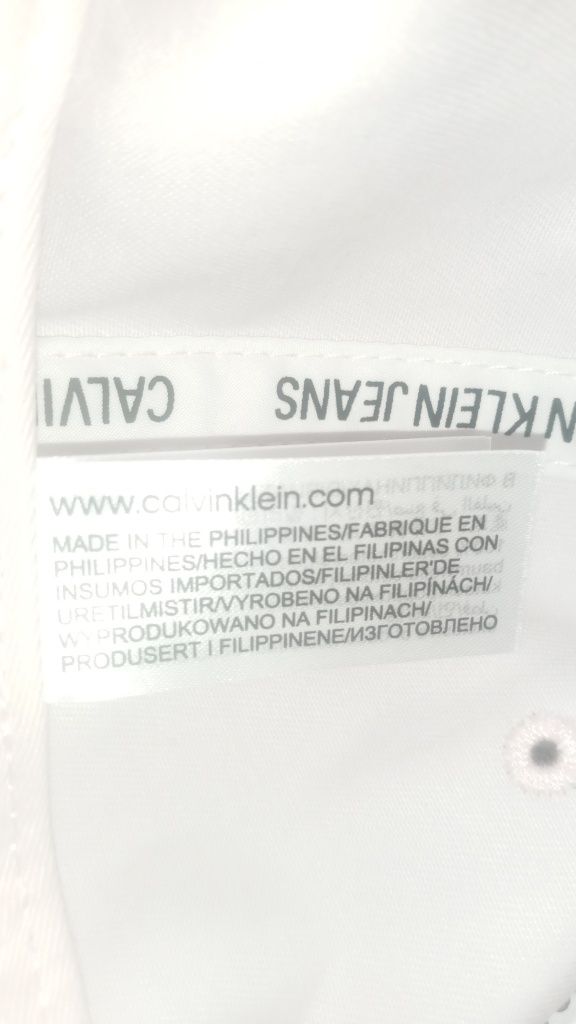 CALVI
N KLEIN JEANS
www.calvinklein.com
MADE IN THE PHILIPPINES/FABRIQUE EN
PHILIPPINES/HECHO EN EL FILIPINAS CON
INSUMOS IMPORTADOS/FILIPINLER'DE
URETILMISTIR/VYROBENO NA FILIPÍNÁCH/
WYPRODUKOWANO NA FILIPINACH/
PRODUSERT I FILIPPINENE/ИЗГОТОВЛЕНО